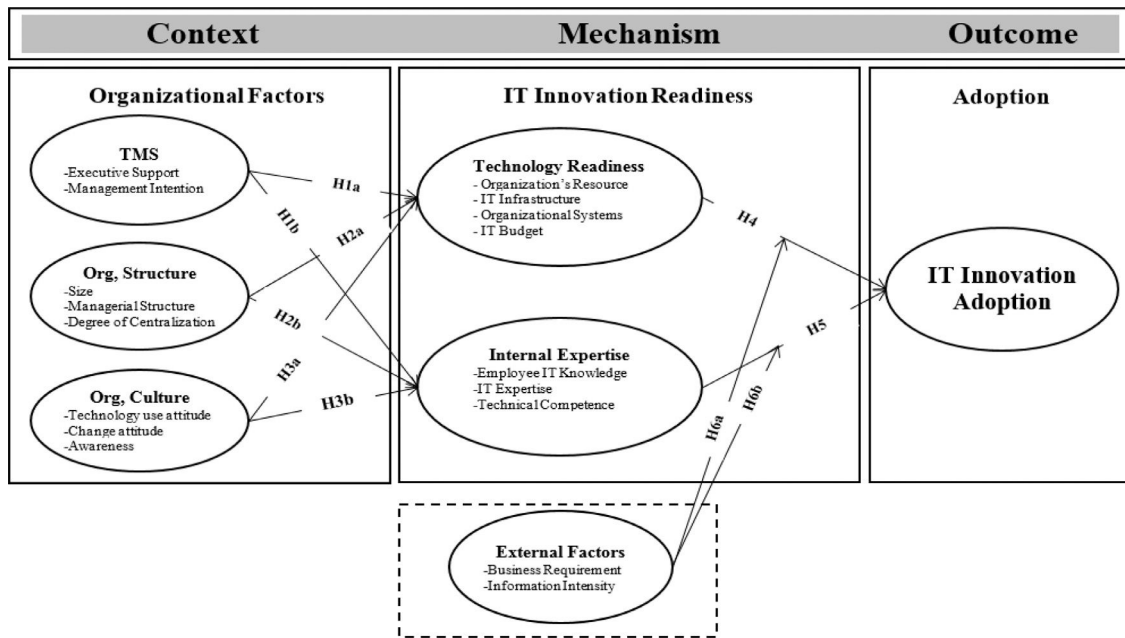 Context
Mechanism
Outcome
Organizational Factors
TMS
-Executive Support
-Management Intention
Org, Structure
-Size
-Managerial Structure
-Degree of Centralization
Org, Culture
-Technology use attitude
-Change attitude
-Awareness
H1a
H1b
H2a
H2b
H3a
H3b
IT Innovation Readiness
Technology Readiness
- Organization's Resource
- IT Infrastructure
- Organizational Systems
- IT Budget
Internal Expertise
-Employee IT Knowledge
-IT Expertise
-Technical Competence
H4
H5
H6a
H6b
External Factors
-Business Requirement
-Information Intensity
Adoption
IT Innovation
Adoption